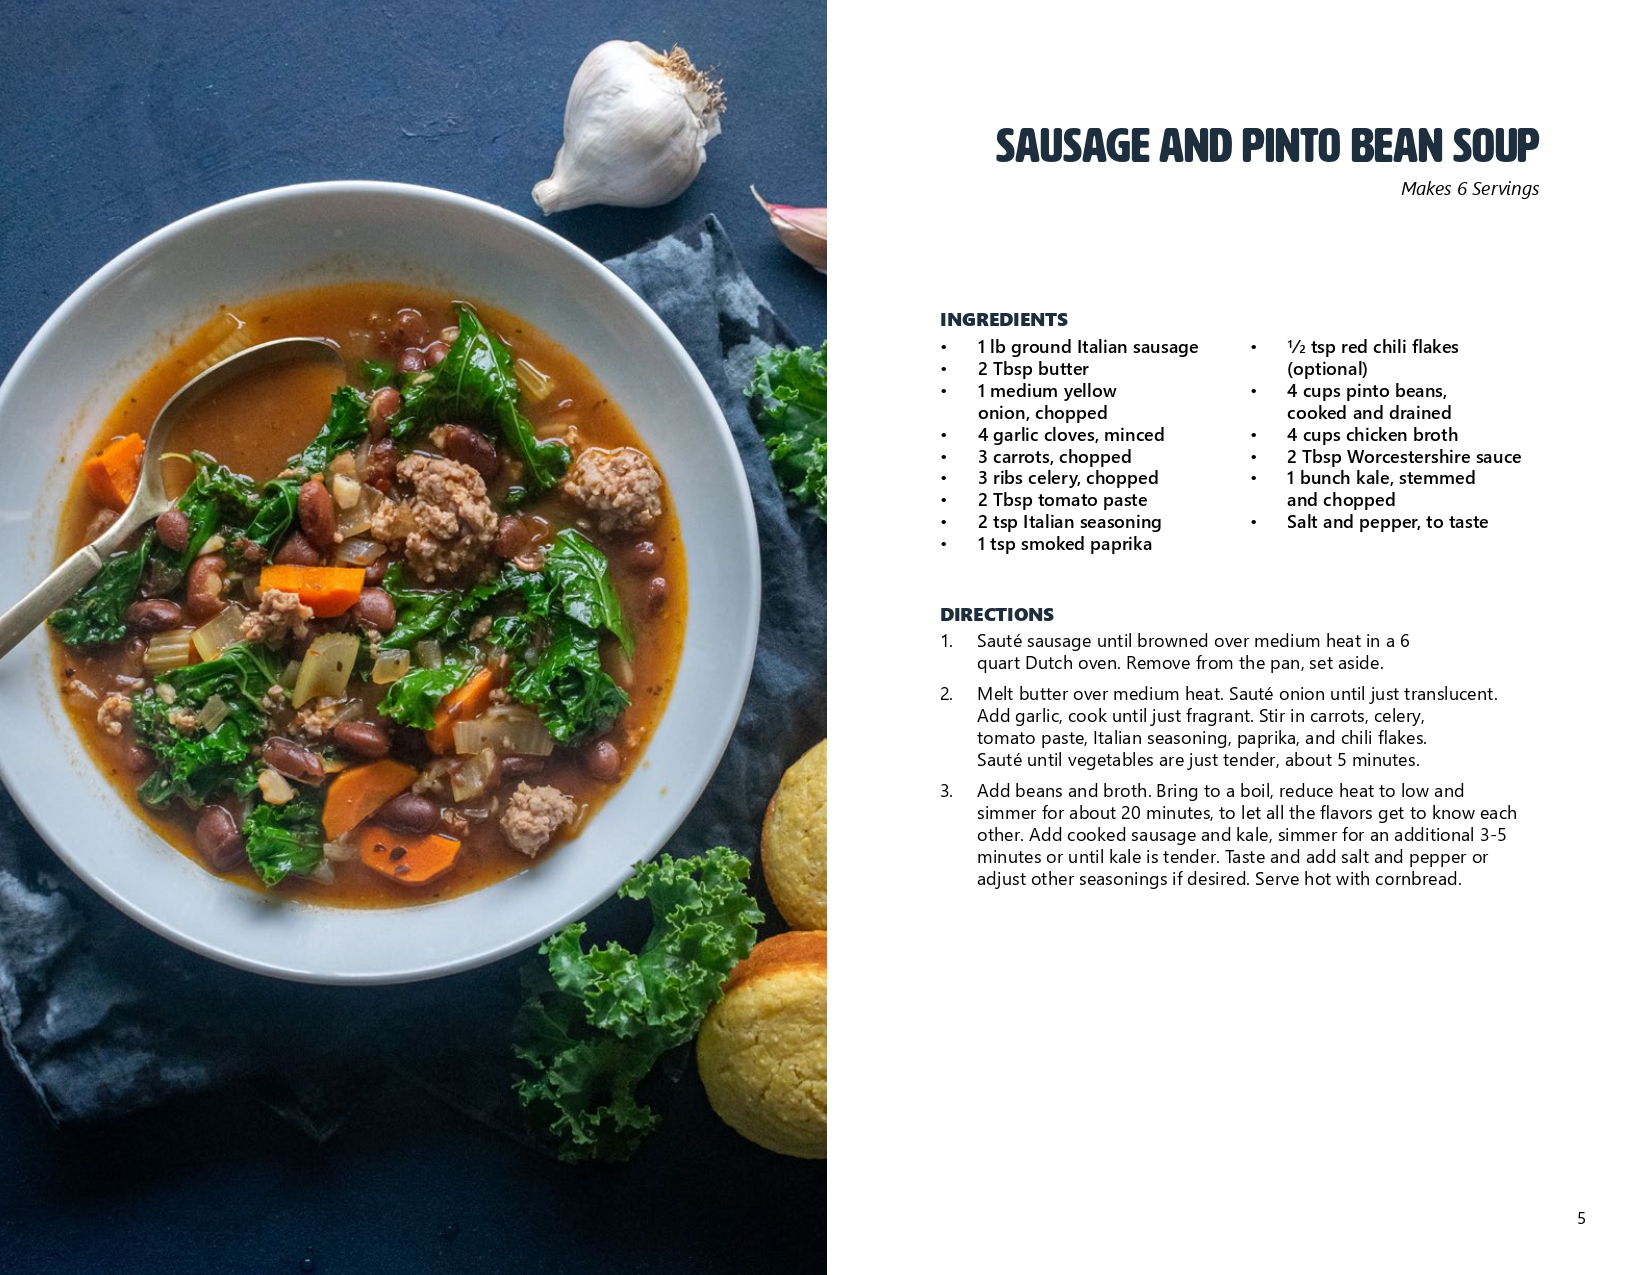 SAUSAGE AND PINTO BEAN SOUP
Makes 6 Servings
INGREDIENTS
• 1 lb ground Italian sausage
• 2 Tbsp butter
• 1 medium yellow
onion, chopped
• 4 garlic cloves, minced
• 3 carrots, chopped
• 3 ribs celery, chopped
• 2 Tbsp tomato paste
• 2 tsp Italian seasoning
• 1 tsp smoked paprika
• ½ tsp red chili flakes
(optional)
• 4 cups pinto beans,
cooked and drained
• 4 cups chicken broth
• 2 Tbsp Worcestershire sauce
• 1 bunch kale, stemmed
and chopped
• Salt and pepper, to taste
DIRECTIONS
1. Sauté sausage until browned over medium heat in a 6
quart Dutch oven. Remove from the pan, set aside.
2. Melt butter over medium heat. Sauté onion until just translucent.
Add garlic, cook until just fragrant. Stir in carrots, celery,
tomato paste, Italian seasoning, paprika, and chili flakes.
Sauté until vegetables are just tender, about 5 minutes.
3. Add beans and broth. Bring to a boil, reduce heat to low and
simmer for about 20 minutes, to let all the flavors get to know each
other. Add cooked sausage and kale, simmer for an additional 3-5
minutes or until kale is tender. Taste and add salt and pepper or
adjust other seasonings if desired. Serve hot with cornbread.
5